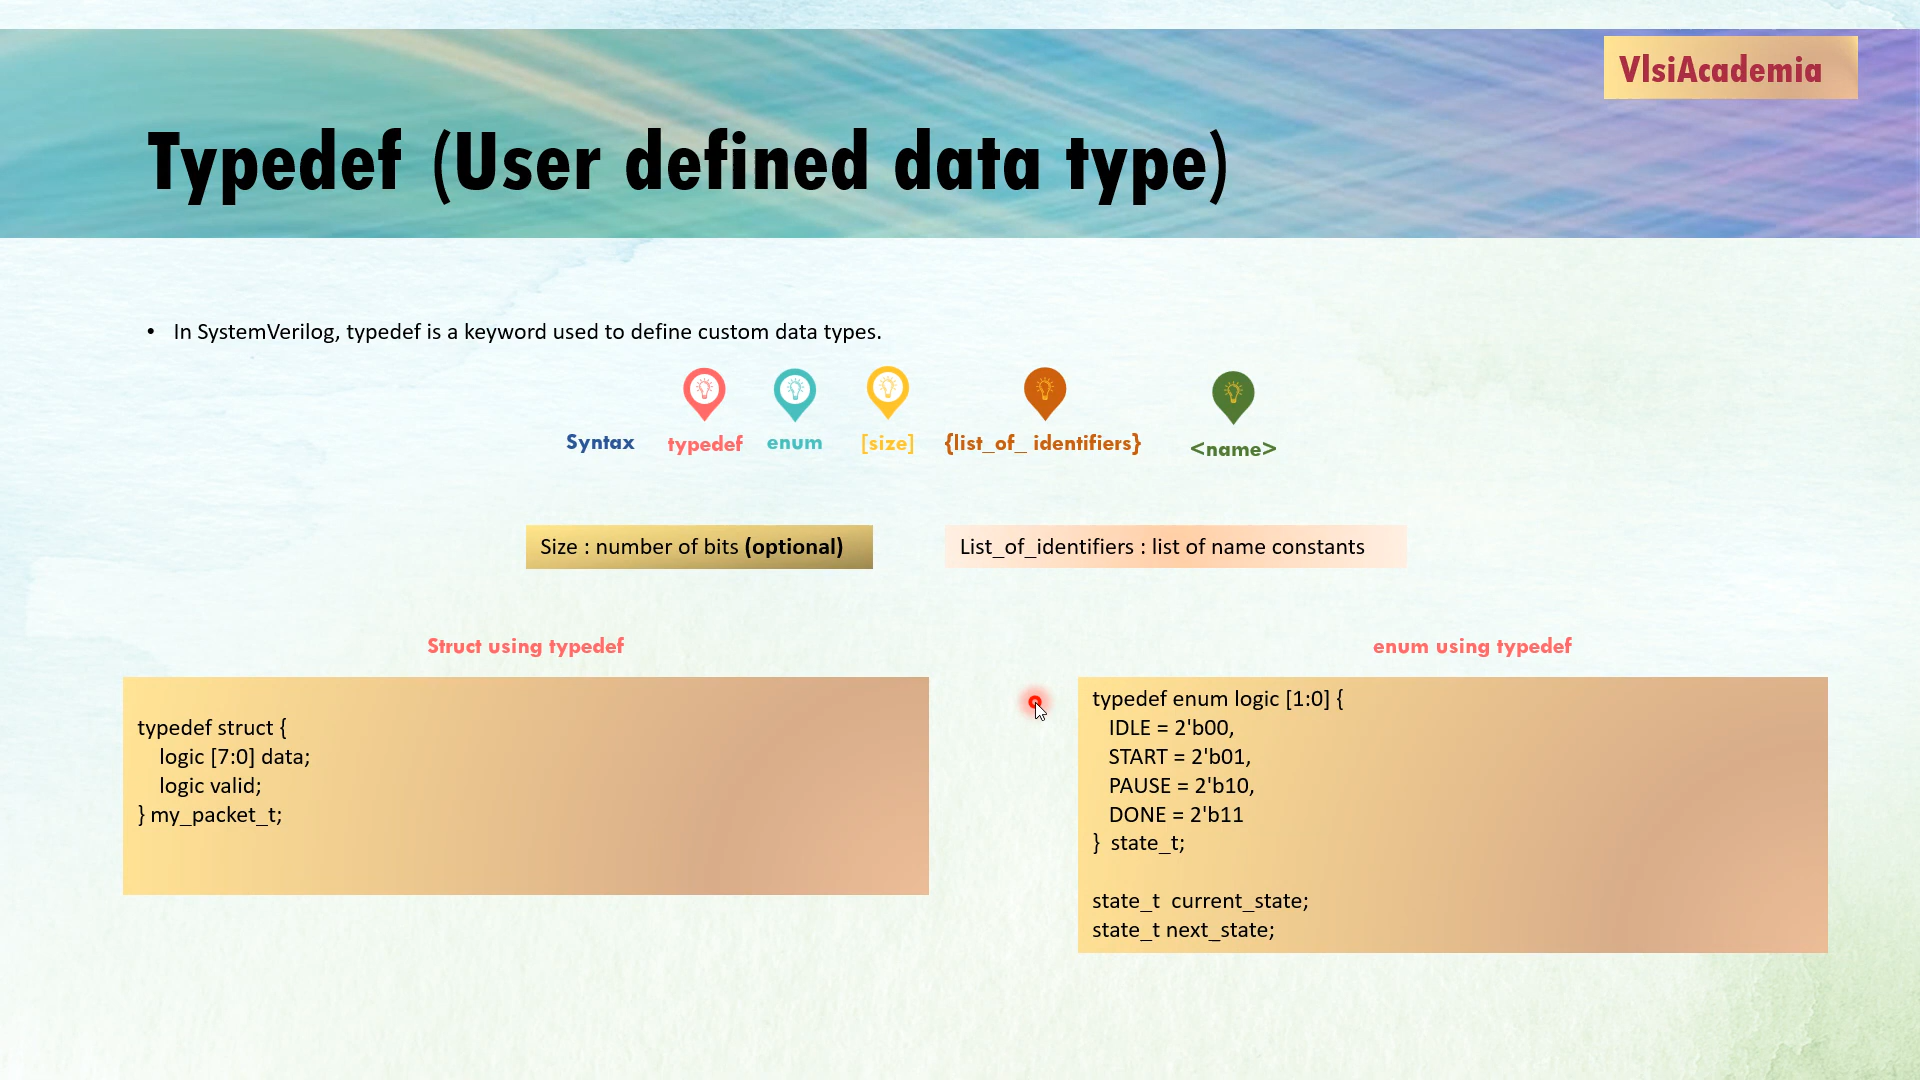 VlsiAcademia
Typedef (User defined data type)
• In SystemVerilog, typedef is a keyword used to define custom data types.
Syntax typedef enum [size] {list_of_ identifiers} <name>
Size : number of bits (optional)
List_of_identifiers : list of name constants
Struct using typedef
typedef struct {
logic [7:0] data;
logic valid;
} my_packet_t;
enum using typedef
typedef enum logic [1:0] {
IDLE = 2'b00,
START = 2'b01,
PAUSE = 2'b10,
DONE = 2'b11
} state_t;
state_t current_state;
state_t next_state;